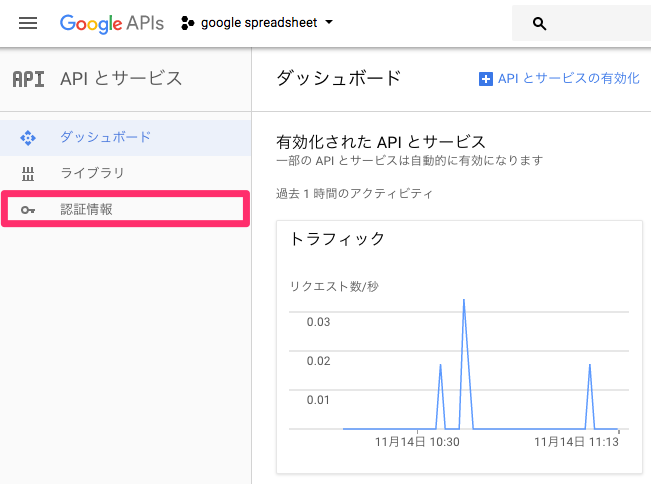 Google APIs
google spreadsheet
API API とサービス
ダッシュボード
ライブラリ
認証情報
ダッシュボード
API とサービスの有効化
有効化された API とサービス
一部の API とサービスは自動的に有効になります
過去 1 時間のアクティビティ
トラフィック
リクエスト数/秒
0.03
0.02
0.01
11月14日 10:30
11月14日 11:13